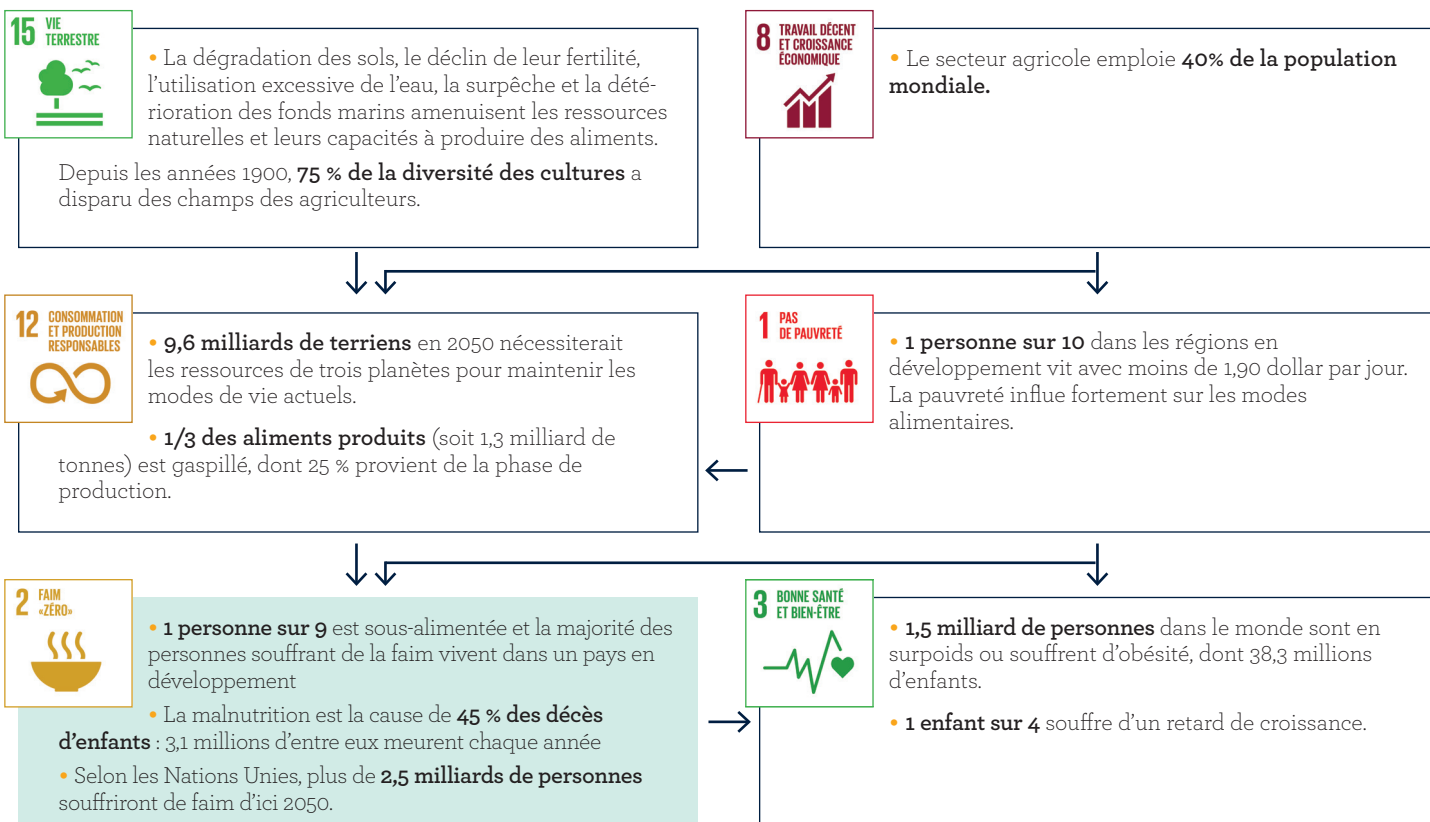 15 VIE
TERRESTRE
• La dégradation des sols, le déclin de leur fertilité,
l'utilisation excessive de l'eau, la surpêche et la dété-
rioration des fonds marins amenuisent les ressources
naturelles et leurs capacités à produire des aliments.
Depuis les années 1900, 75 % de la diversité des cultures a
disparu des champs des agriculteurs.
8 TRAVAIL DÉCENT
ET CROISSANCE
ÉCONOMIQUE
• Le secteur agricole emploie 40% de la population
mondiale.
12 CONSOMMATION
ET PRODUCTION
RESPONSABLES
• 9,6 milliards de terriens en 2050 nécessiterait
les ressources de trois planètes pour maintenir les
modes de vie actuels.
• 1/3 des aliments produits (soit 1,3 milliard de
tonnes) est gaspillé, dont 25 % provient de la phase de
production.
1 PAS
DE PAUVRETÉ
• 1 personne sur 10 dans les régions en
développement vit avec moins de 1,90 dollar par jour.
La pauvreté influe fortement sur les modes
alimentaires.
2 FAIM
«ZÉRO»
• 1 personne sur 9 est sous-alimentée et la majorité des
personnes souffrant de la faim vivent dans un pays en
développement
• La malnutrition est la cause de 45 % des décès
d'enfants : 3,1 millions d'entre eux meurent chaque année
• Selon les Nations Unies, plus de 2,5 milliards de personnes
souffriront de faim d'ici 2050.
3 BONNE SANTÉ
ET BIEN-ÊTRE
• 1,5 milliard de personnes dans le monde sont en
surpoids ou souffrent d'obésité, dont 38,3 millions
d'enfants.
• 1 enfant sur 4 souffre d'un retard de croissance.